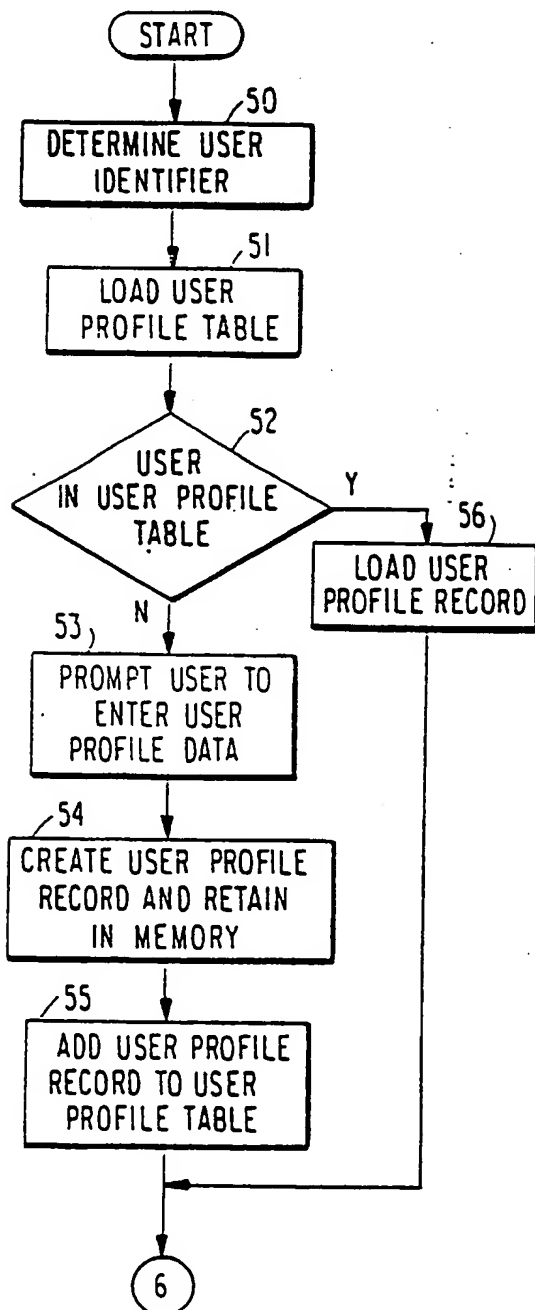 START
50
DETERMINE USER
IDENTIFIER
51
LOAD USER
PROFILE TABLE
52
USER
IN USER PROFILE
TABLE
Y
N
56
LOAD USER
PROFILE RECORD
53
PROMPT USER TO
ENTER USER
PROFILE DATA
54
CREATE USER PROFILE
RECORD AND RETAIN
IN MEMORY
55
ADD USER PROFILE
RECORD TO USER
PROFILE TABLE
6